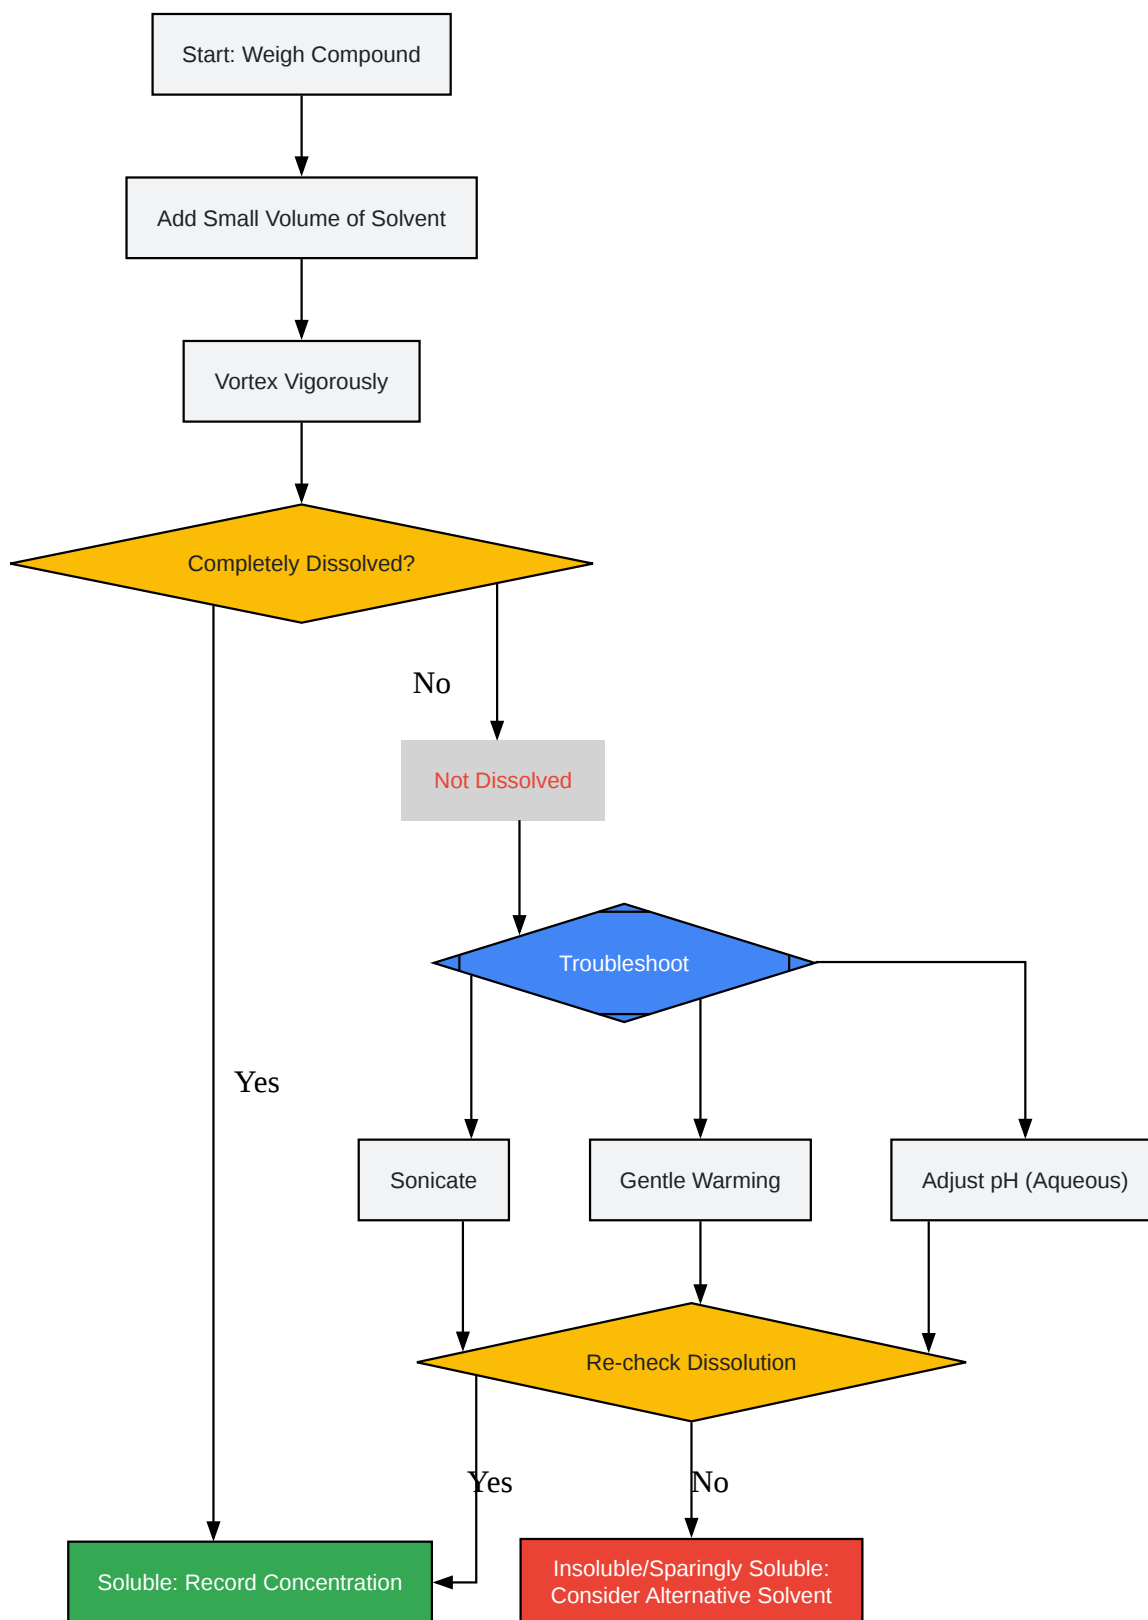 Start: Weigh Compound
Add Small Volume of Solvent
Vortex Vigorously
Completely Dissolved?
No
Not Dissolved
Troubleshoot
Yes
Sonicate
Gentle Warming
Adjust pH (Aqueous)
Re-check Dissolution
Yes
No
Soluble: Record Concentration
Insoluble/Sparingly Soluble:
Consider Alternative Solvent